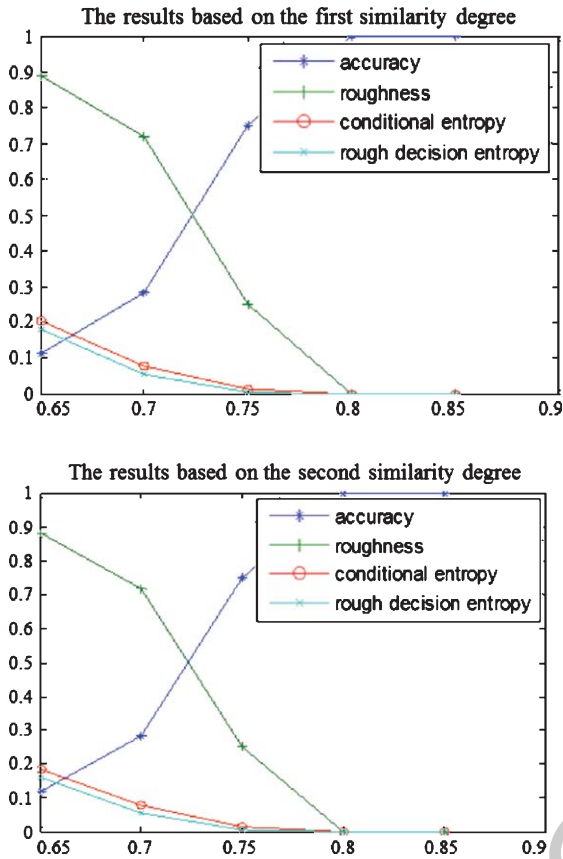 The results based on the first similarity degree
1
0.9
0.8
0.7
0.6
0.5
0.4
0.3
0.2
0.1
0
accuracy
roughness
conditional entropy
rough decision entropy
0.65 0.7 0.75 0.8 0.85 0.9
The results based on the second similarity degree
1
0.9
0.8
0.7
0.6
0.5
0.4
0.3
0.2
0.1
0
accuracy
roughness
conditional entropy
rough decision entropy
0.65 0.7 0.75 0.8 0.85 0.9